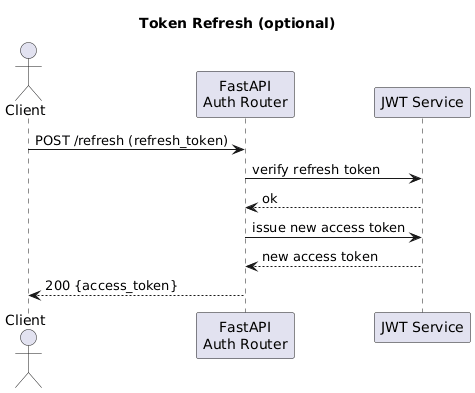 Token Refresh (optional)
Client
FastAPI
Auth Router
JWT Service
POST /refresh (refresh_token)
verify refresh token
ok
issue new access token
new access token
200 {access_token}
Client
FastAPI
Auth Router
JWT Service